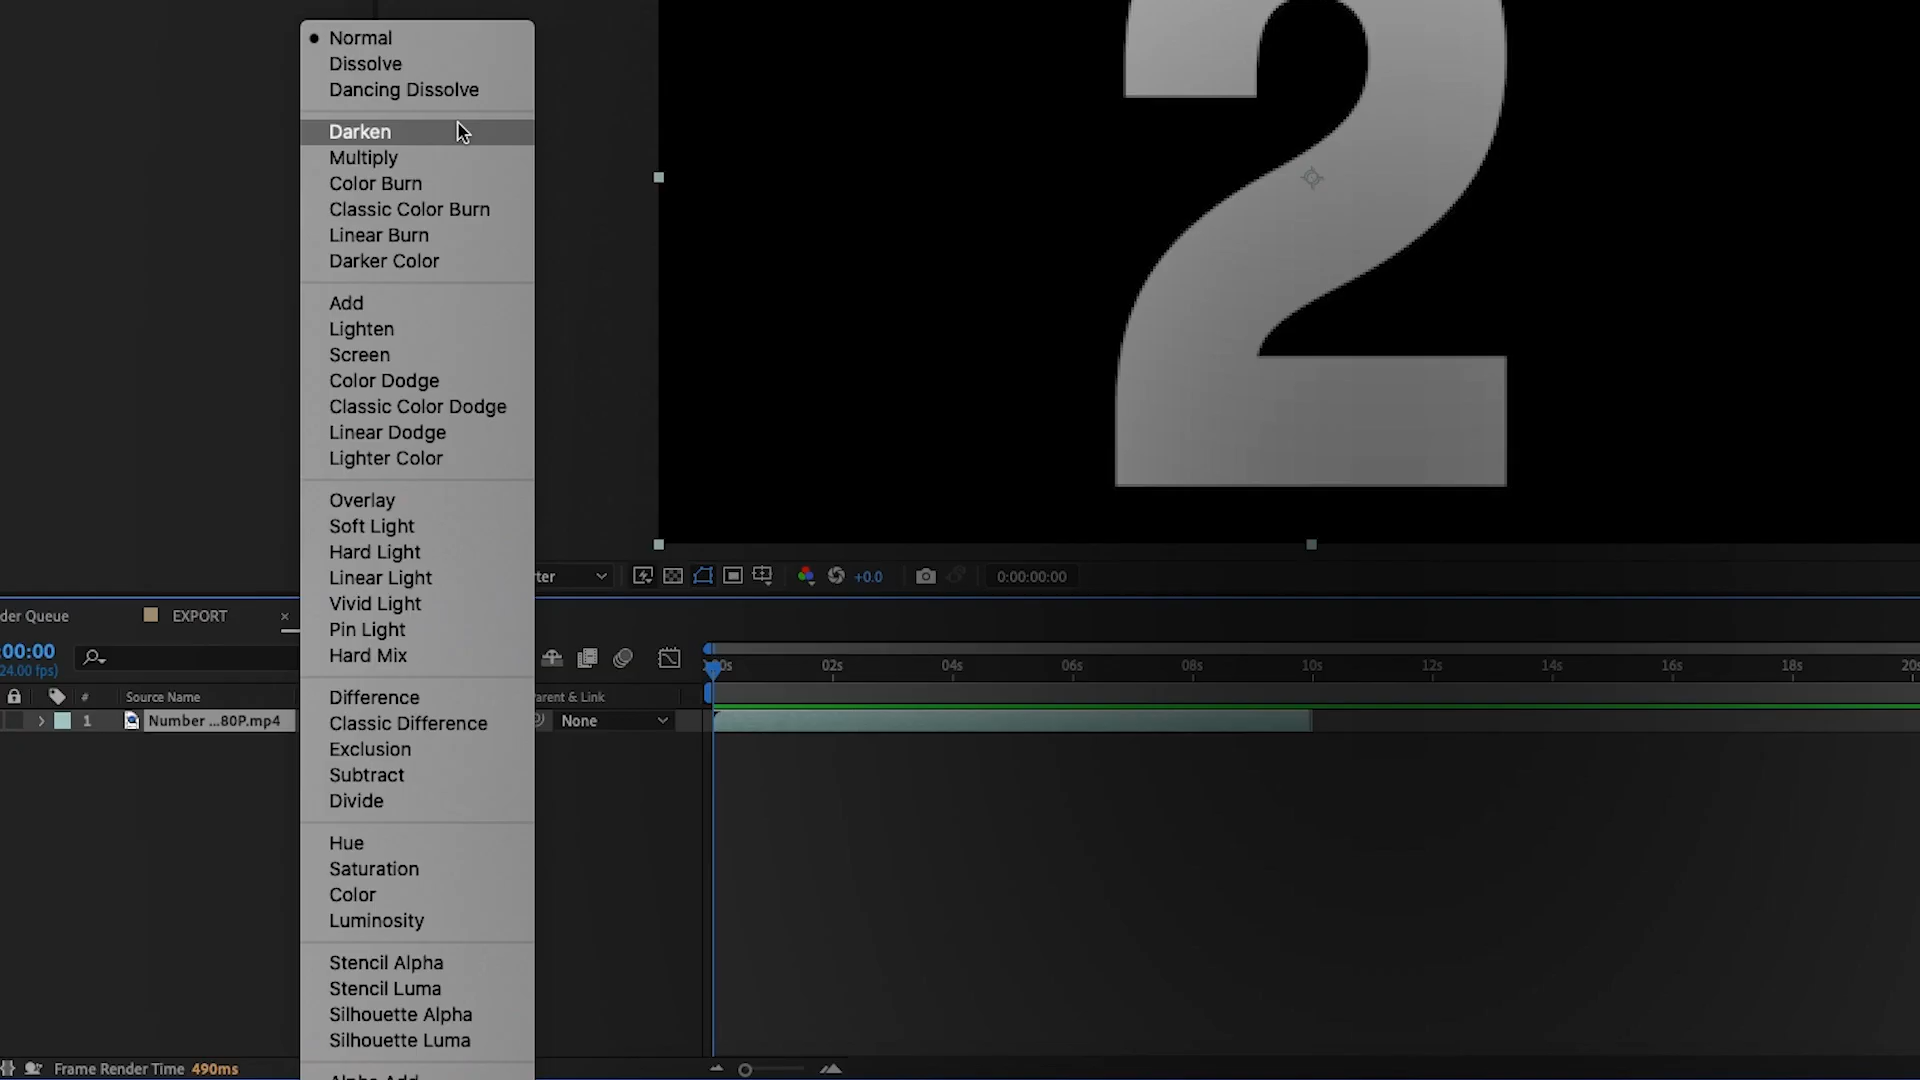 Normal
Dissolve
Dancing Dissolve
Darken
Multiply
Color Burn
Classic Color Burn
Linear Burn
Darker Color
Add
Lighten
Screen
Color Dodge
Classic Color Dodge
Linear Dodge
Lighter Color
Overlay
Soft Light
Hard Light
Linear Light
Vivid Light
Pin Light
Hard Mix
Difference
Classic Difference
Exclusion
Subtract
Divide
Hue
Saturation
Color
Luminosity
Stencil Alpha
Stencil Luma
Silhouette Alpha
Silhouette Luma
2
+0.0 0:00:00:00
der Queue EXPORT ×
:00:00
24.00 fps)
02s 04s 06s 08s 10s 12s 14s 16s 18s
# Source Name arent & Link
1 Number ...80P.mp4 None
Frame Render Time 490ms